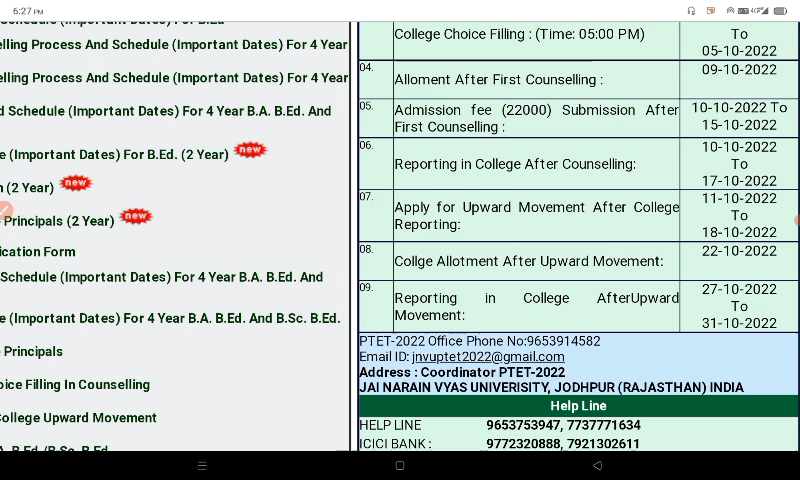 6:27 PM
4G
elling Process And Schedule (Important Dates) For 4 Year
elling Process And Schedule (Important Dates) For 4 Year
d Schedule (Important Dates) For 4 Year B.A. B.Ed. And
e (Important Dates) For B.Ed. (2 Year) new
n (2 Year) new
Principals (2 Year) new
ication Form
Schedule (Important Dates) For 4 Year B.A. B.Ed. And
e (Important Dates) For 4 Year B.A. B.Ed. And B.Sc. B.Ed.
Principals
oice Filling In Counselling
College Upward Movement
College Choice Filling : (Time: 05:00 PM)
To
05-10-2022
04.
Alloment After First Counselling :
09-10-2022
05.
Admission fee (22000) Submission After
First Counselling :
10-10-2022 To
15-10-2022
06.
Reporting in College After Counselling:
10-10-2022
To
17-10-2022
07.
Apply for Upward Movement After College
Reporting:
11-10-2022
To
18-10-2022
08.
Collge Allotment After Upward Movement:
22-10-2022
09.
Reporting in College AfterUpward
Movement:
27-10-2022
To
31-10-2022
PTET-2022 Office Phone No:9653914582
Email ID: jnvuptet2022@gmail.com
Address : Coordinator PTET-2022
JAI NARAIN VYAS UNIVERISITY, JODHPUR (RAJASTHAN) INDIA
Help Line
HELP LINE 9653753947, 7737771634
ICICI BANK : 9772320888, 7921302611